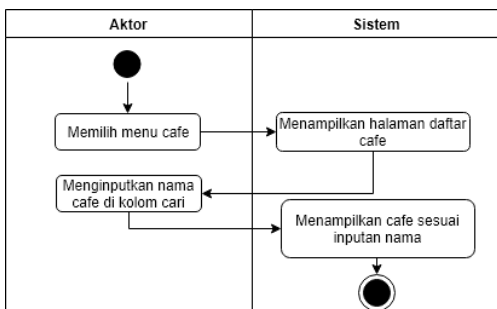 Aktor
Sistem
Memilih menu cafe
Menampilkan halaman daftar
cafe
Menginputkan nama
cafe di kolom cari
Menampilkan cafe sesuai
inputan nama